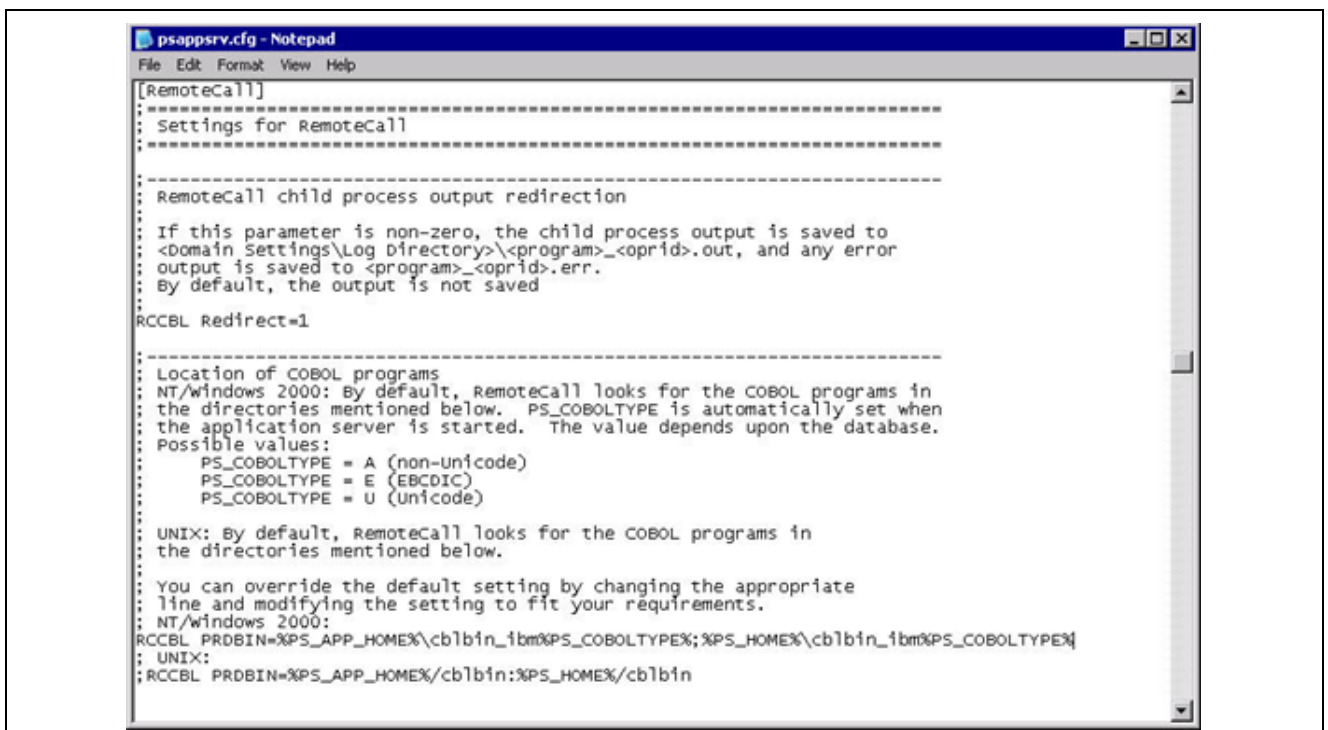 psappsrv.cfg - Notepad
File Edit Format View Help
[RemoteCall]
;=========================================================================
; Settings for RemoteCall
;=========================================================================
;-------------------------------------------------------------------------
; RemoteCall child process output redirection
;
; If this parameter is non-zero, the child process output is saved to
; <Domain Settings\Log Directory>\<program>_<oprid>.out, and any error
; output is saved to <program>_<oprid>.err.
; By default, the output is not saved
;
RCCBL Redirect=1
;-------------------------------------------------------------------------
; Location of COBOL programs
; NT/Windows 2000: By default, RemoteCall looks for the COBOL programs in
; the directories mentioned below.  PS_COBOLTYPE is automatically set when
; the application server is started.  The value depends upon the database.
; Possible values:
;     PS_COBOLTYPE = A (non-Unicode)
;     PS_COBOLTYPE = E (EBCDIC)
;     PS_COBOLTYPE = U (Unicode)
;
; UNIX: By default, RemoteCall looks for the COBOL programs in
; the directories mentioned below.
;
; You can override the default setting by changing the appropriate
; line and modifying the setting to fit your requirements.
; NT/Windows 2000:
RCCBL PRDBIN=%PS_APP_HOME%\cblbin_ibm%PS_COBOLTYPE%;%PS_HOME%\cblbin_ibm%PS_COBOLTYPE%
; UNIX:
;RCCBL PRDBIN=%PS_APP_HOME%/cblbin:%PS_HOME%/cblbin